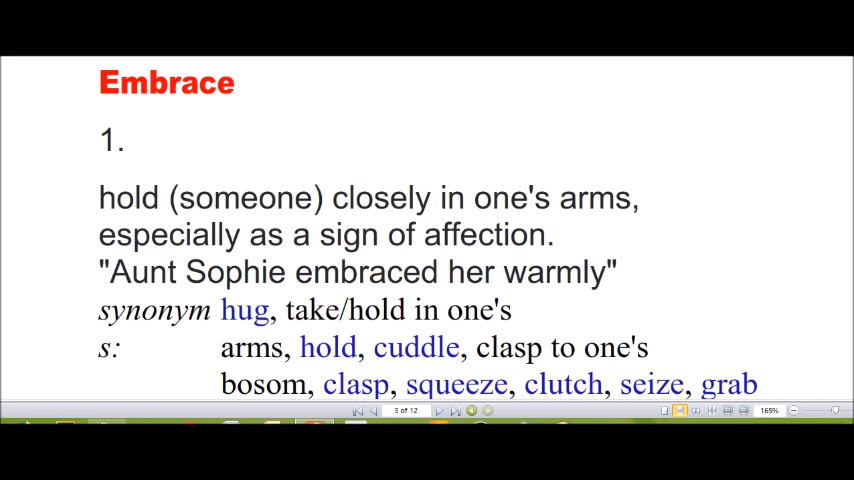 Embrace
1.
hold (someone) closely in one's arms,
especially as a sign of affection.
"Aunt Sophie embraced her warmly"
synonym hug, take/hold in one's
s: arms, hold, cuddle, clasp to one's
bosom, clasp, squeeze, clutch, seize, grab
3 of 12 165%